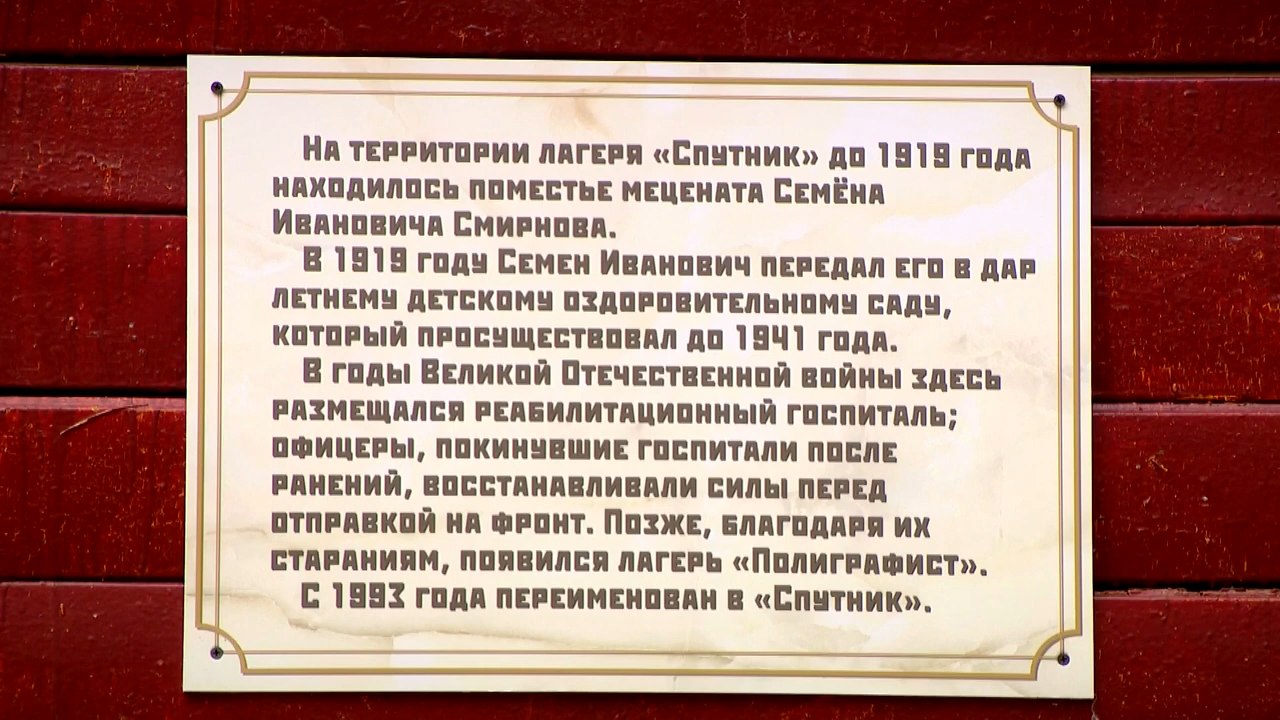 На территории лагеря «Спутник» до 1919 года
находилось поместье мецената Семёна
Ивановича Смирнова.
В 1919 году Семен Иванович передал его в дар
летнему детскому оздоровительному саду,
который просуществовал до 1941 года.
В годы Великой Отечественной войны здесь
размещался реабилитационный госпиталь;
офицеры, покинувшие госпитали после
ранений, восстанавливали силы перед
отправкой на фронт. Позже, благодаря их
стараниям, появился лагерь «Полиграфист».
С 1993 года переименован в «Спутник».